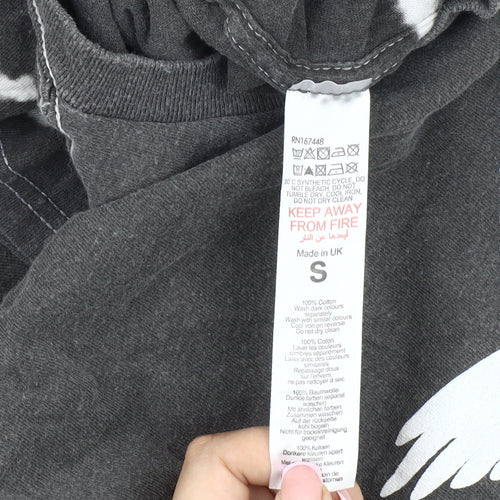 RN167448
30°C SYNTHETIC CYCLE, DO
NOT BLEACH, DO NOT
TUMBLE DRY, COOL IRON,
DO NOT DRY CLEAN
KEEP AWAY
FROM FIRE
أبعدها عن النار
Made in UK
S
100% Cotton
Wash dark colours
separately
Wash with similar colours
Cool iron on reverse
Do not dry clean
100% Coton
Laver les couleurs
sombres séparément
Laver avec des couleurs
similaires
Repassage doux
sur l'envers
ne pas nettoyer à sec
100% Baumwolle
Dunkle farben separat
waschen
Mit ähnlichen farben
Zusammen waschen
Auf der rückseite
kühl bügeln
Nicht für trockenreinigung
geeignet
100% Katoen
Donkere kleuren apart
wassen
kleuren